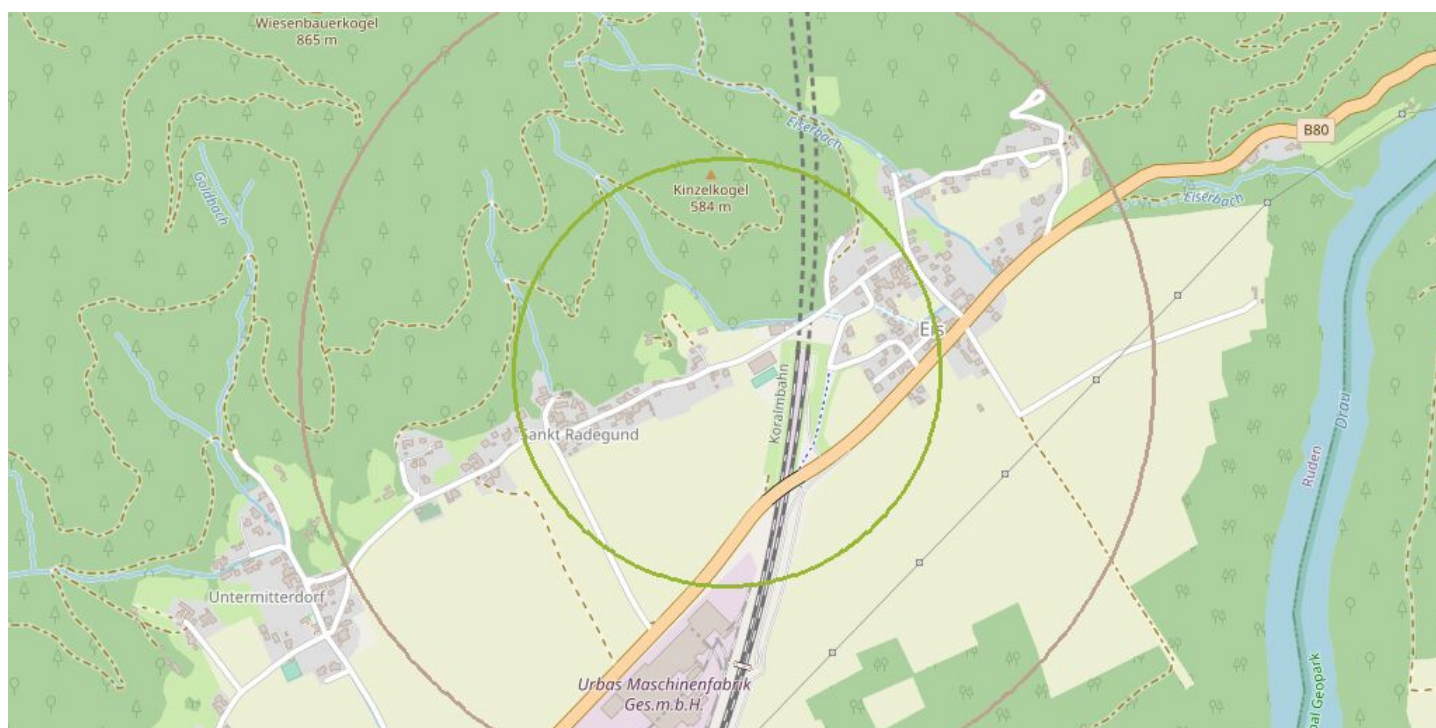 Wiesenbauerkogel
865 m
Eiserbach
B80
Goldbach
Kinzelkogel
584 m
Eiserbach
Eis
Koralmbahn
Drau
Sankt Radegund
Ruden
Untermitterdorf
Urbas Maschinenfabrik
Ges.m.b.H.
nal Geopark